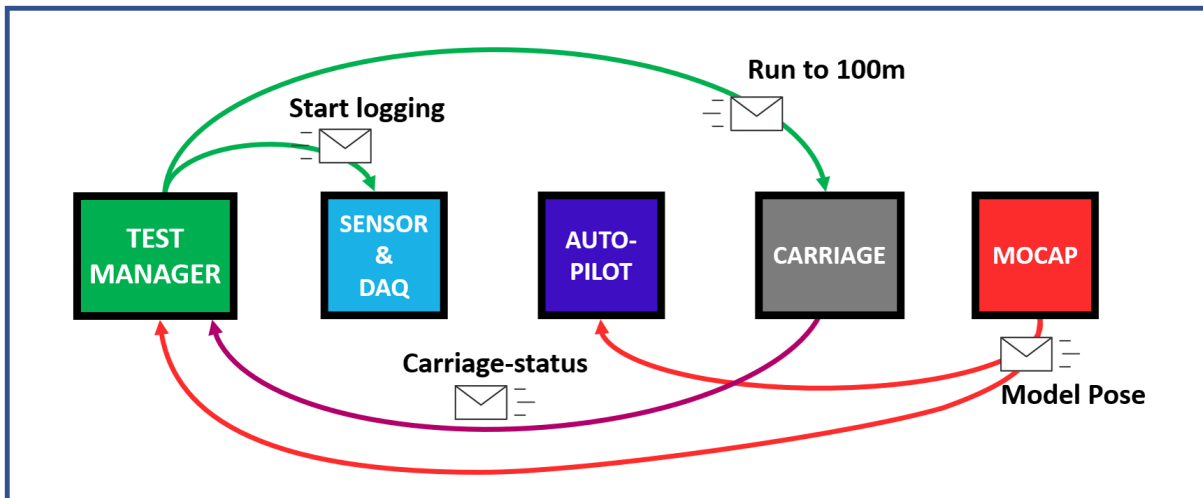 Run to 100m
Start logging
TEST
MANAGER
SENSOR
&
DAQ
AUTO-
PILOT
CARRIAGE
MOCAP
Carriage-status
Model Pose